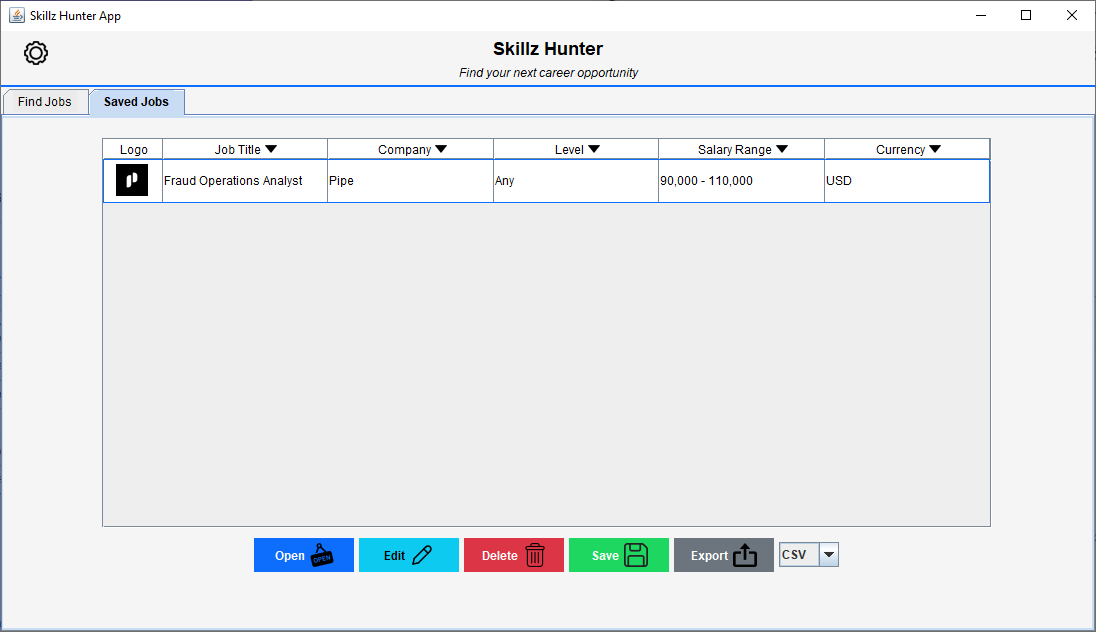 Skillz Hunter App
Skillz Hunter
Find your next career opportunity
Find Jobs Saved Jobs
Logo Job Title Company Level Salary Range Currency
Fraud Operations Analyst Pipe Any 90,000 - 110,000 USD
Open OPEN Edit Delete Save Export CSV